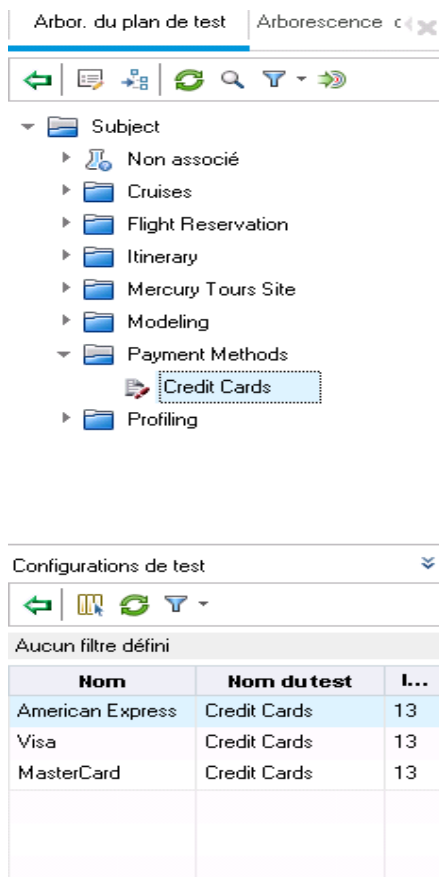 Arbor. du plan de test Arborescence
Subject
Non associé
Cruises
Flight Reservation
Itinerary
Mercury Tours Site
Modeling
Payment Methods
Credit Cards
Profiling
Configurations de test
Aucun filtre défini
Nom Nom du test I...
American Express Credit Cards 13
Visa Credit Cards 13
MasterCard Credit Cards 13